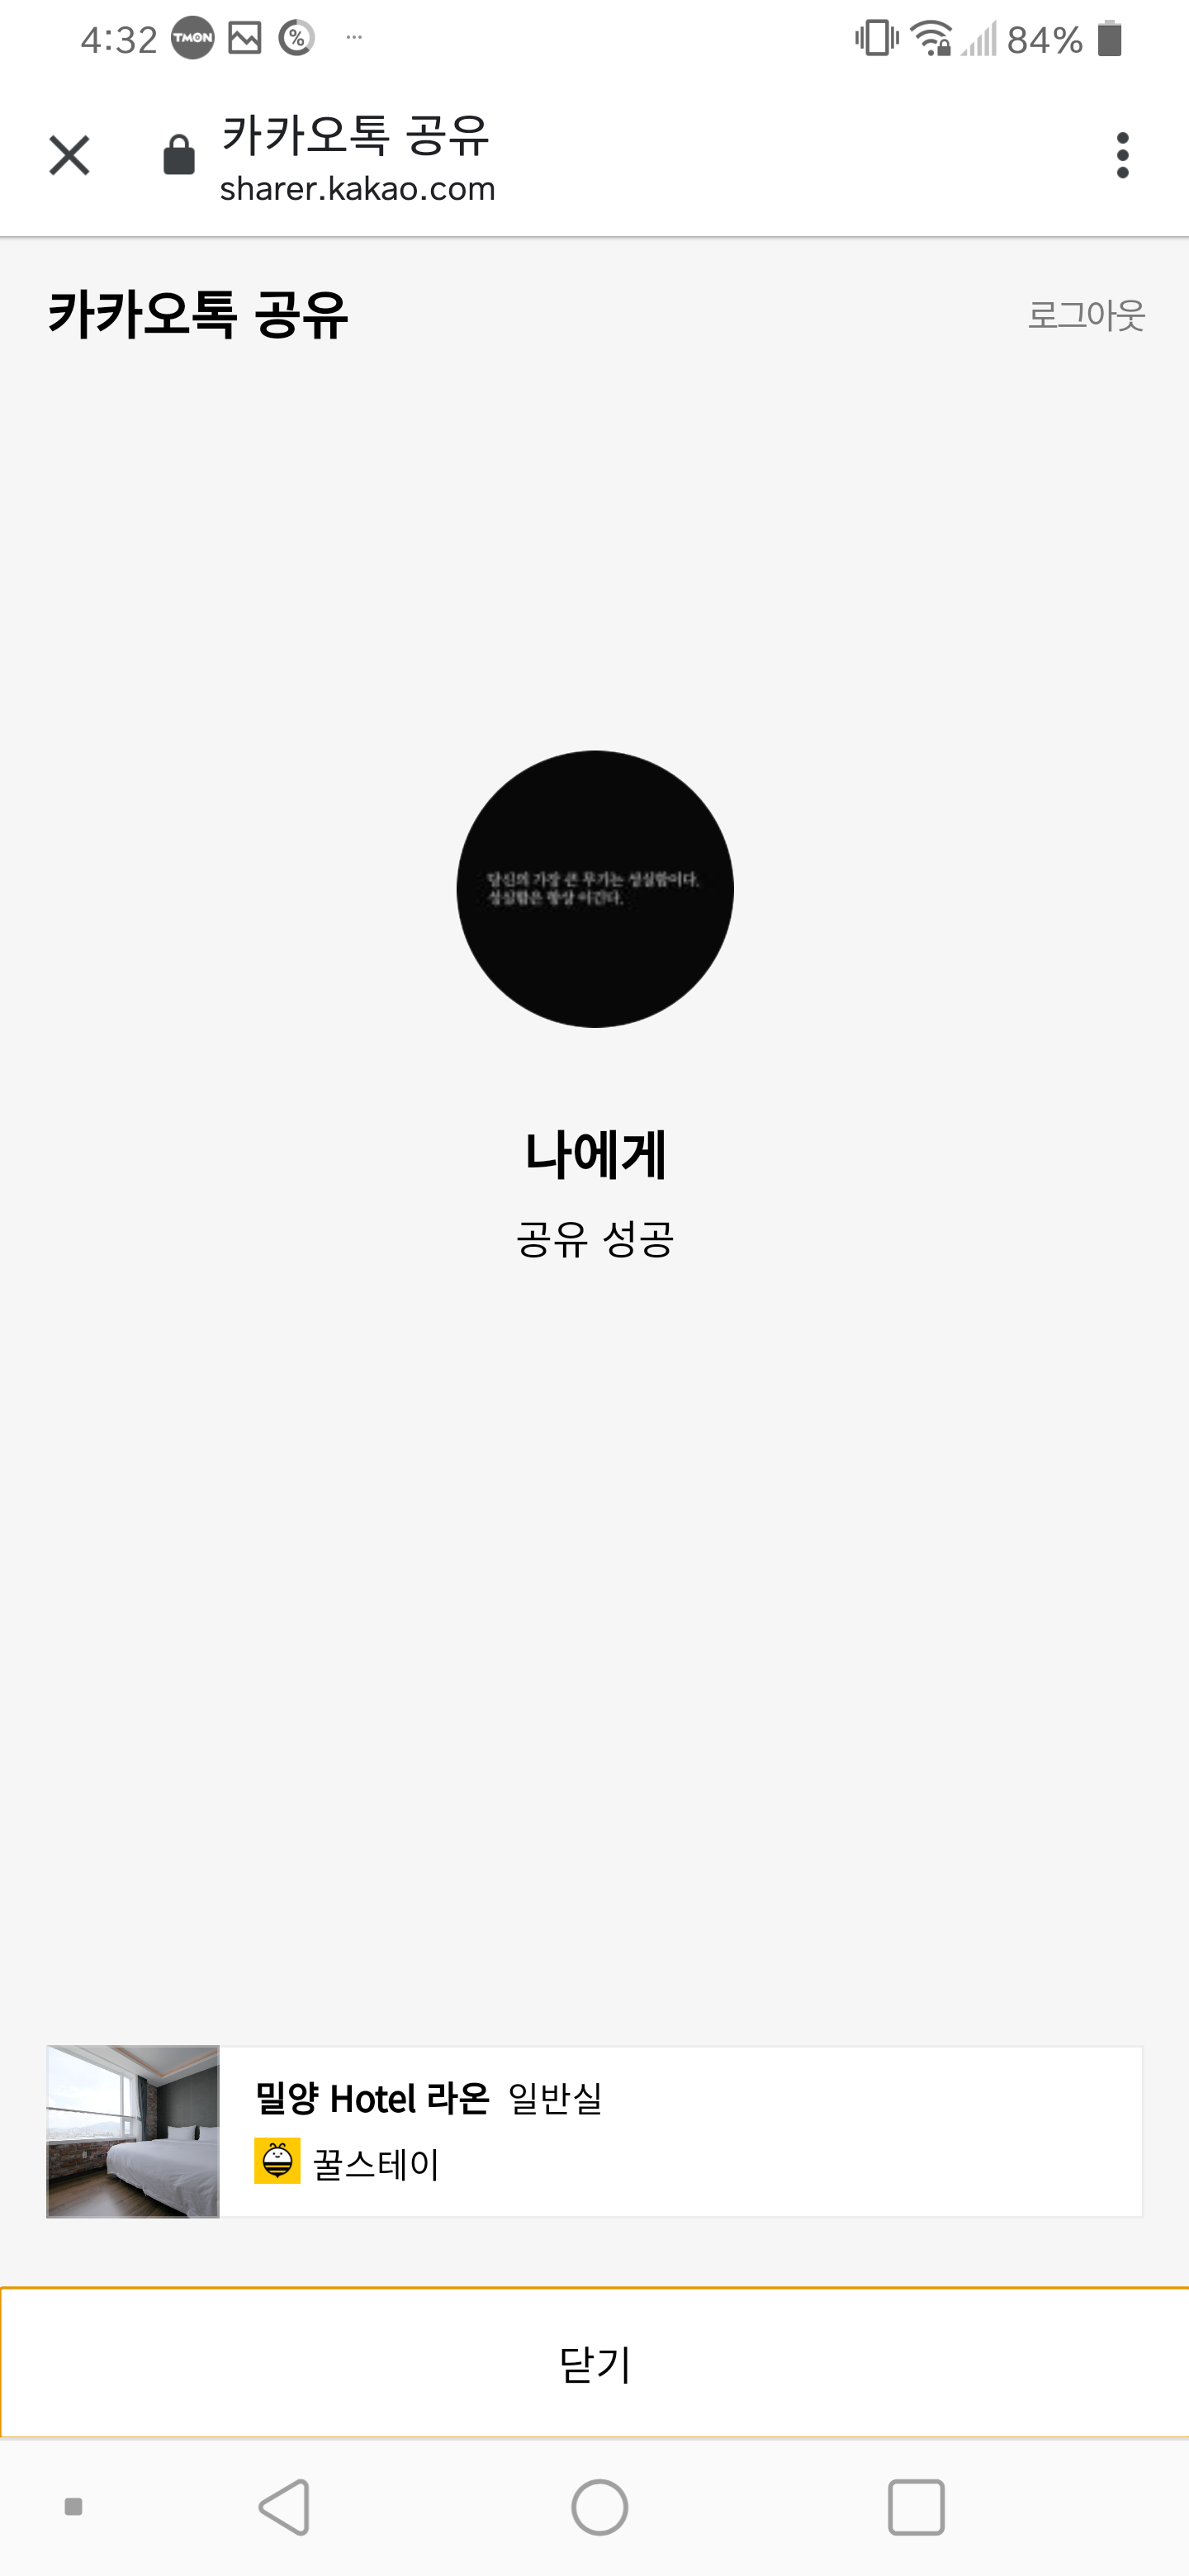 4:32 TMON % ... 84%
카카오톡 공유
sharer.kakao.com
카카오톡 공유 로그아웃
당신의 가장 큰 무기는 성실함이다.
성실함은 항상 이긴다.
나에게
공유 성공
밀양 Hotel 라온 일반실
꿀스테이
닫기